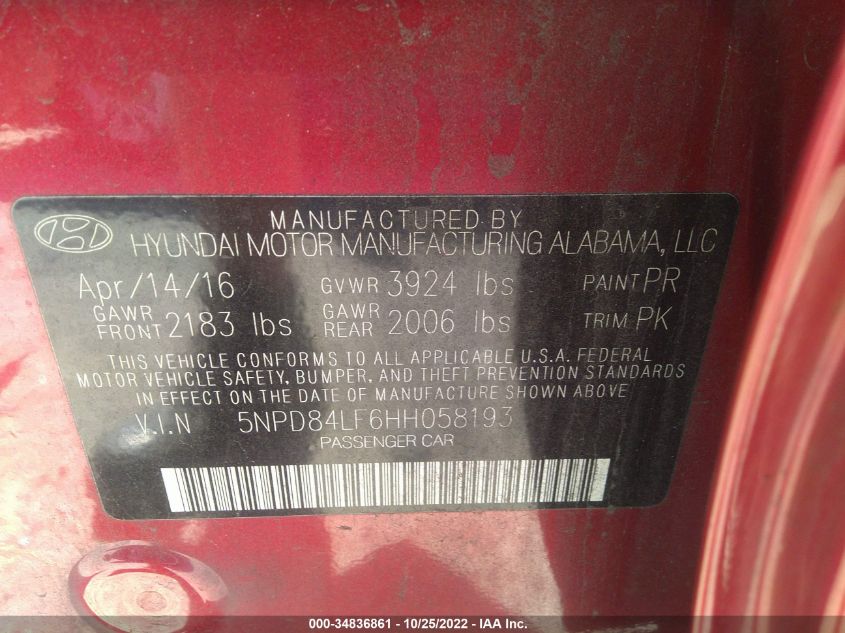 MANUFACTURED BY
HYUNDAI MOTOR MANUFACTURING ALABAMA, LLC
Apr/14/16 GVWR 3924 lbs PAINT PR
GAWR FRONT 2183 lbs GAWR REAR 2006 lbs TRIM PK
THIS VEHICLE CONFORMS TO ALL APPLICABLE U.S.A. FEDERAL
MOTOR VEHICLE SAFETY, BUMPER, AND THEFT PREVENTION STANDARDS
IN EFFECT ON THE DATE OF MANUFACTURE SHOWN ABOVE
V.I.N 5NPD84LF6HH058193
PASSENGER CAR
000-34836861 - 10/25/2022 - IAA Inc.